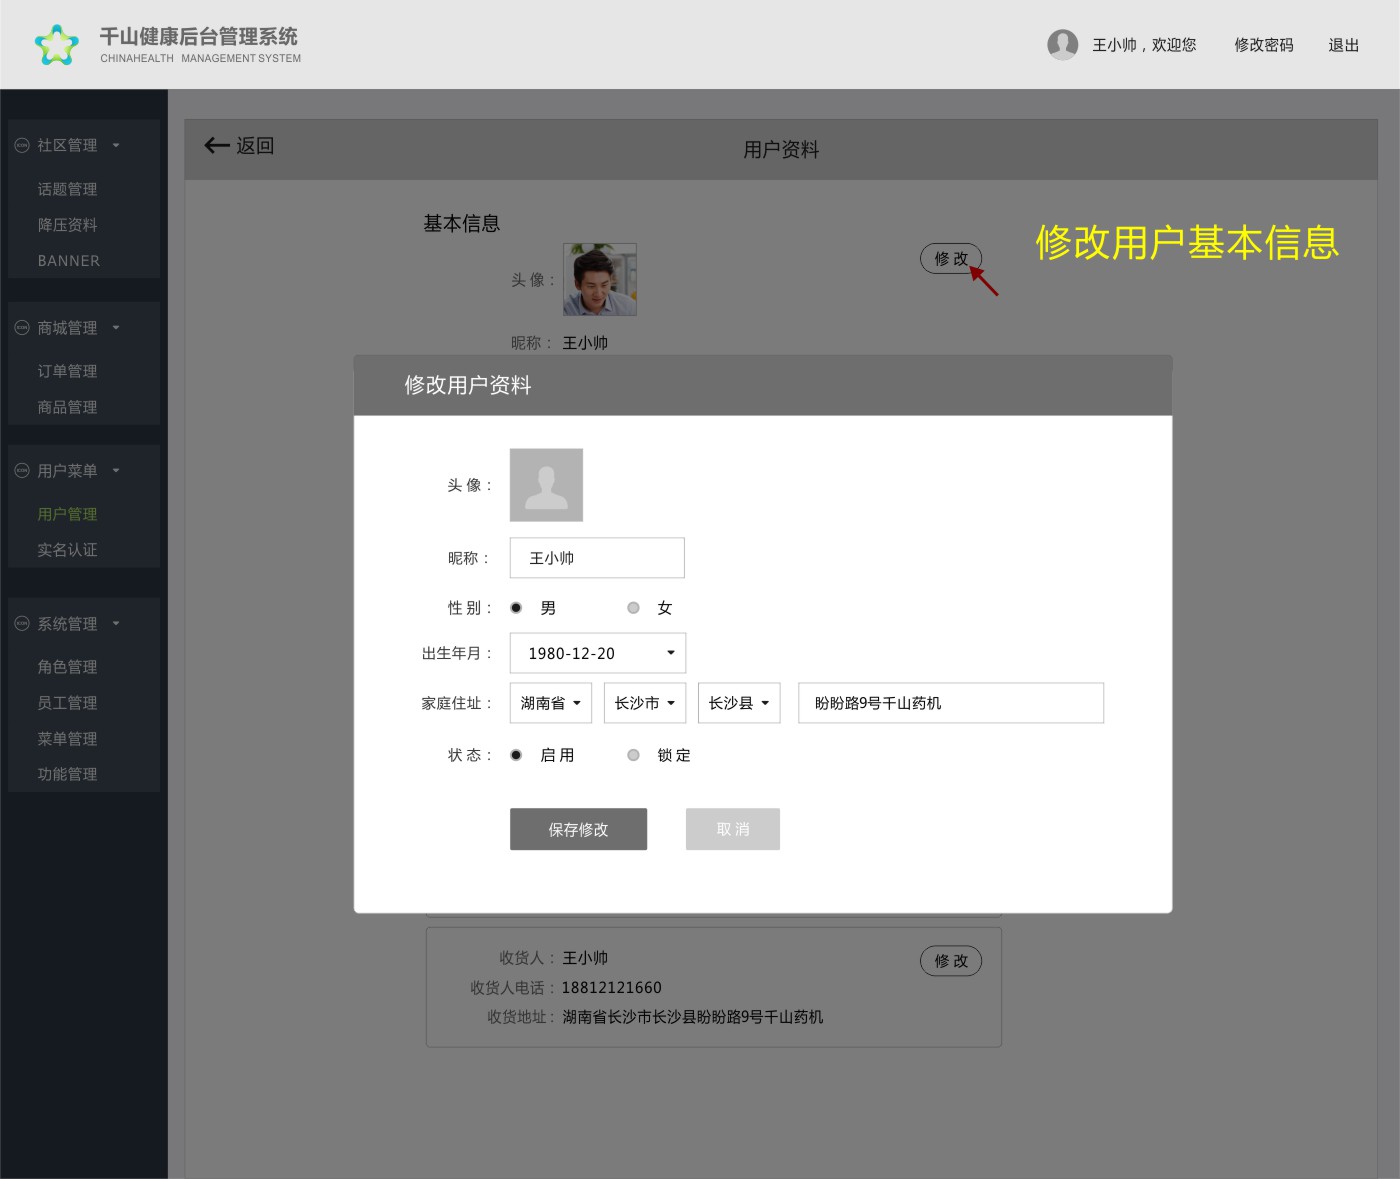 千山健康后台管理系统
CHINAHEALTH MANAGEMENT SYSTEM
王小帅，欢迎您 修改密码 退出
社区管理
话题管理
降压资料
BANNER
商城管理
订单管理
商品管理
用户菜单
用户管理
实名认证
系统管理
角色管理
员工管理
菜单管理
功能管理
返回
用户资料
基本信息
修改用户基本信息
头 像：
修 改
昵称： 王小帅
修改用户资料
头 像：
昵称： 王小帅
性 别： 男 女
出生年月： 1980-12-20
家庭住址： 湖南省 长沙市 长沙县 盼盼路9号千山药机
状 态： 启 用 锁 定
保存修改 取 消
收货人： 王小帅
修 改
收货人电话： 18812121660
收货地址： 湖南省长沙市长沙县盼盼路9号千山药机